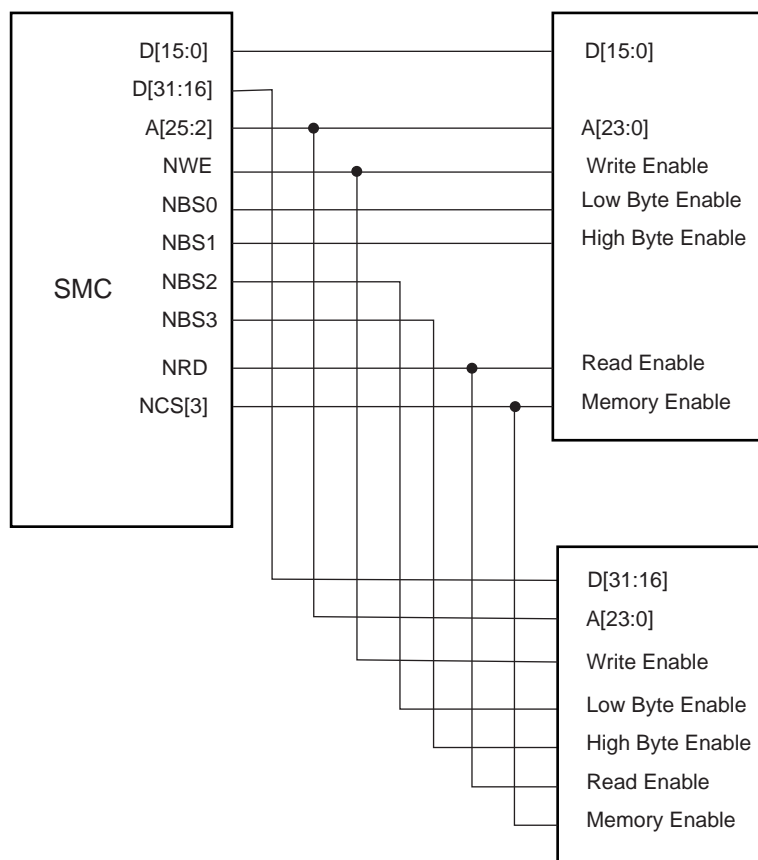 D[15:0]
D[31:16]
A[25:2]
NWE
NBS0
NBS1
NBS2
NBS3
NRD
NCS[3]
SMC
D[15:0]
A[23:0]
Write Enable
Low Byte Enable
High Byte Enable
Read Enable
Memory Enable
D[31:16]
A[23:0]
Write Enable
Low Byte Enable
High Byte Enable
Read Enable
Memory Enable